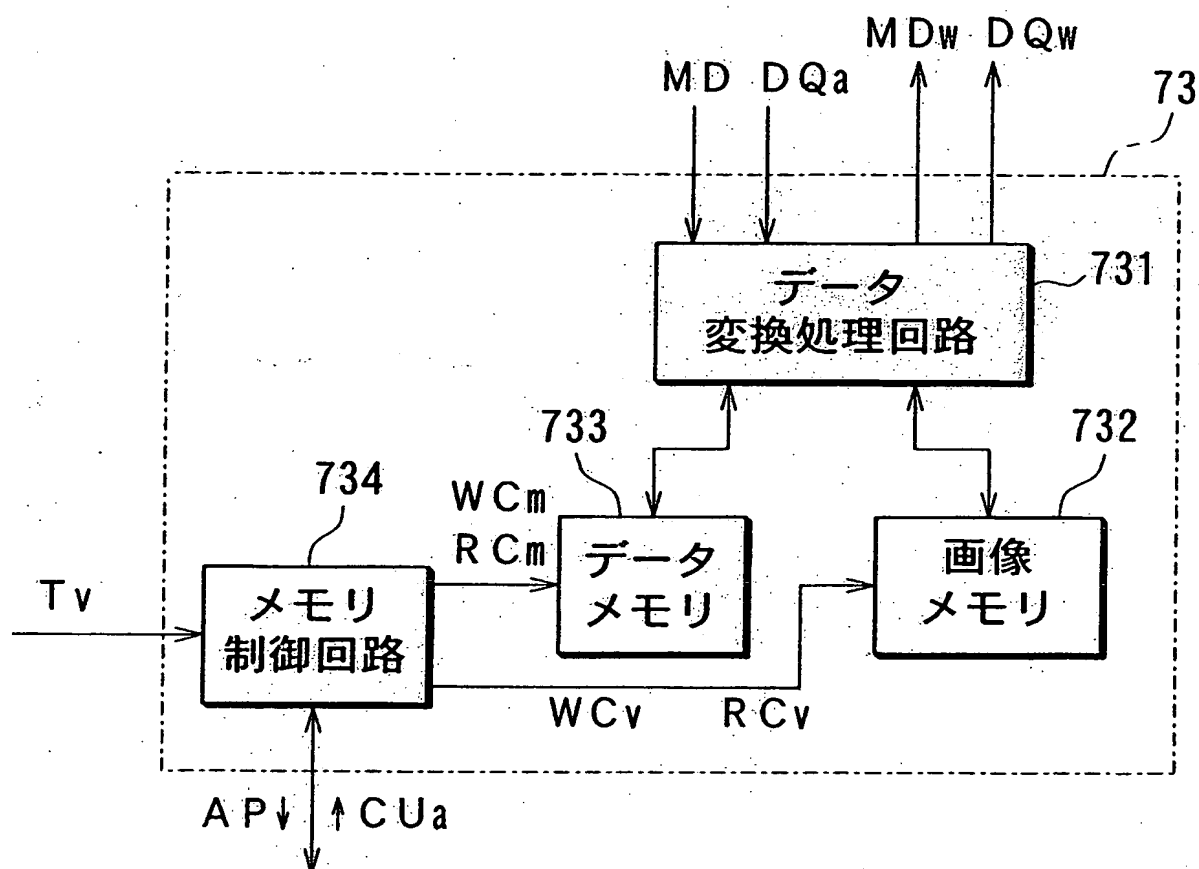 MDw DQw
MD DQa
73
データ
変換処理回路
731
733
732
734
WCm
RCm
データ
メモリ
画像
メモリ
Tv
メモリ
制御回路
WCv RCv
AP↓ ↑CUa